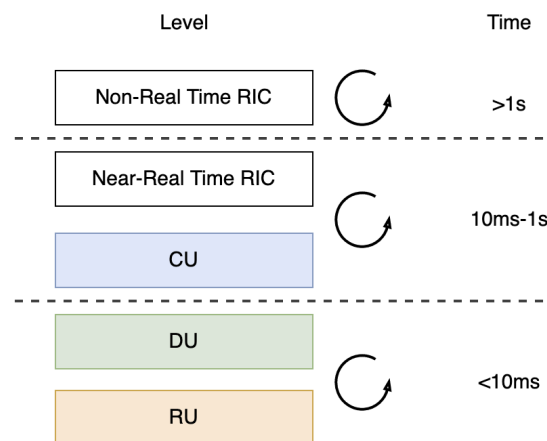 Level Time
Non-Real Time RIC >1s
Near-Real Time RIC
10ms-1s
CU
DU
<10ms
RU